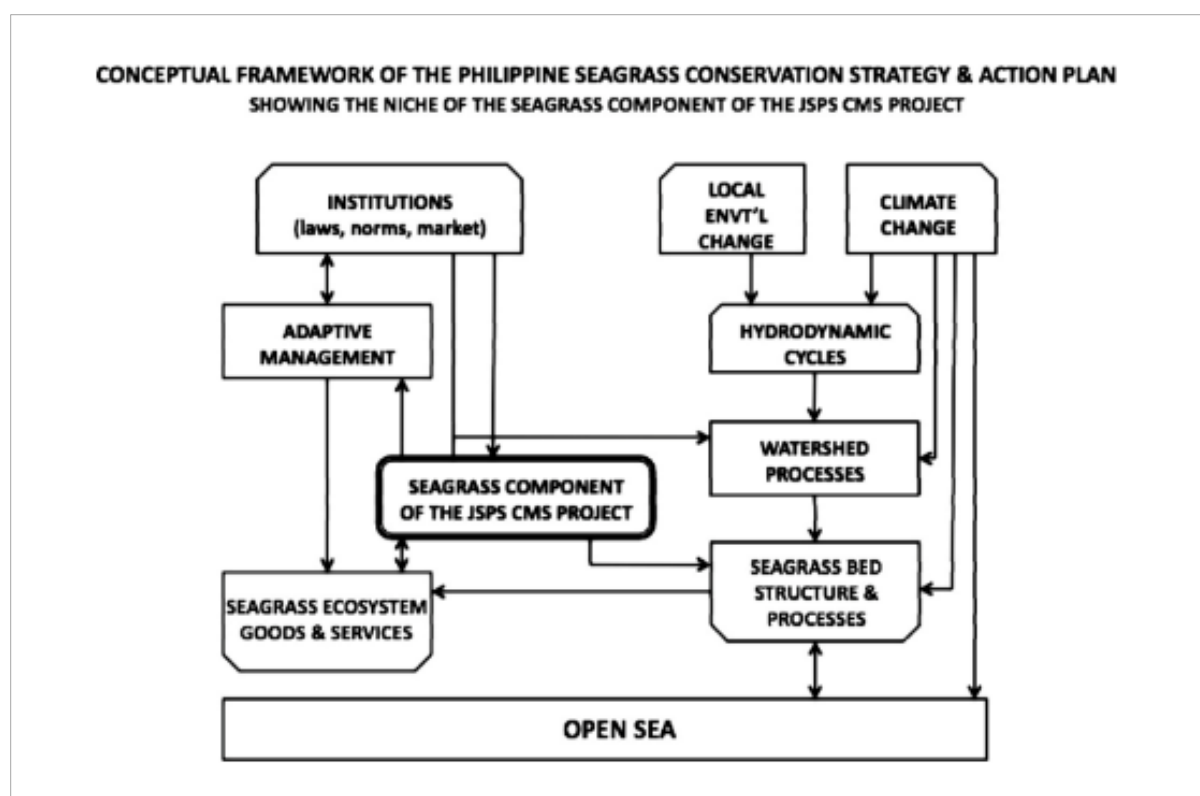 CONCEPTUAL FRAMEWORK OF THE PHILIPPINE SEAGRASS CONSERVATION STRATEGY & ACTION PLAN
SHOWING THE NICHE OF THE SEAGRASS COMPONENT OF THE JSPS CMS PROJECT
INSTITUTIONS
(laws, norms, market)
LOCAL
ENVT'L
CHANGE
CLIMATE
CHANGE
ADAPTIVE
MANAGEMENT
HYDRODYNAMIC
CYCLES
WATERSHED
PROCESSES
SEAGRASS COMPONENT
OF THE JSPS CMS PROJECT
SEAGRASS BED
STRUCTURE &
PROCESSES
SEAGRASS ECOSYSTEM
GOODS & SERVICES
OPEN SEA